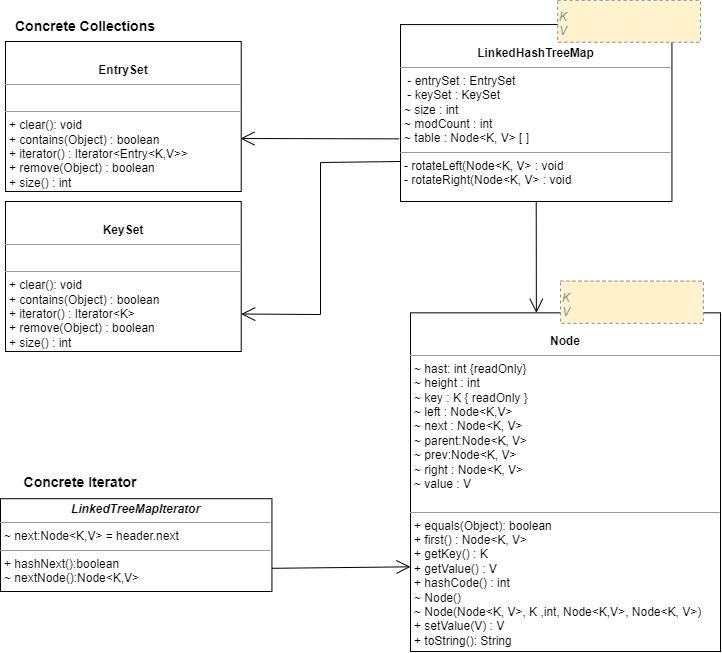 Concrete Collections
EntrySet
+ clear(): void
+ contains(Object) : boolean
+ iterator() : Iterator<Entry<K,V>>
+ remove(Object) : boolean
+ size() : int
KeySet
+ clear(): void
+ contains(Object) : boolean
+ iterator() : Iterator<K>
+ remove(Object) : boolean
+ size() : int
K
V
LinkedHashTreeMap
- entrySet : EntrySet
- keySet : KeySet
~ size : int
~ modCount : int
~ table : Node<K, V> [ ]
- rotateLeft(Node<K, V> : void
- rotateRight(Node<K, V> : void
K
V
Node
~ hast: int {readOnly}
~ height : int
~ key : K { readOnly }
~ left : Node<K,V>
~ next : Node<K, V>
~ parent:Node<K, V>
~ prev:Node<K, V>
~ right : Node<K, V>
~ value : V
+ equals(Object): boolean
+ first() : Node<K, V>
+ getKey() : K
+ getValue() : V
+ hashCode() : int
~ Node()
~ Node(Node<K, V>, K ,int, Node<K,V>, Node<K, V>)
+ setValue(V) : V
+ toString(): String
Concrete Iterator
LinkedTreeMapIterator
~ next:Node<K,V> = header.next
+ hashNext():boolean
~ nextNode():Node<K,V>